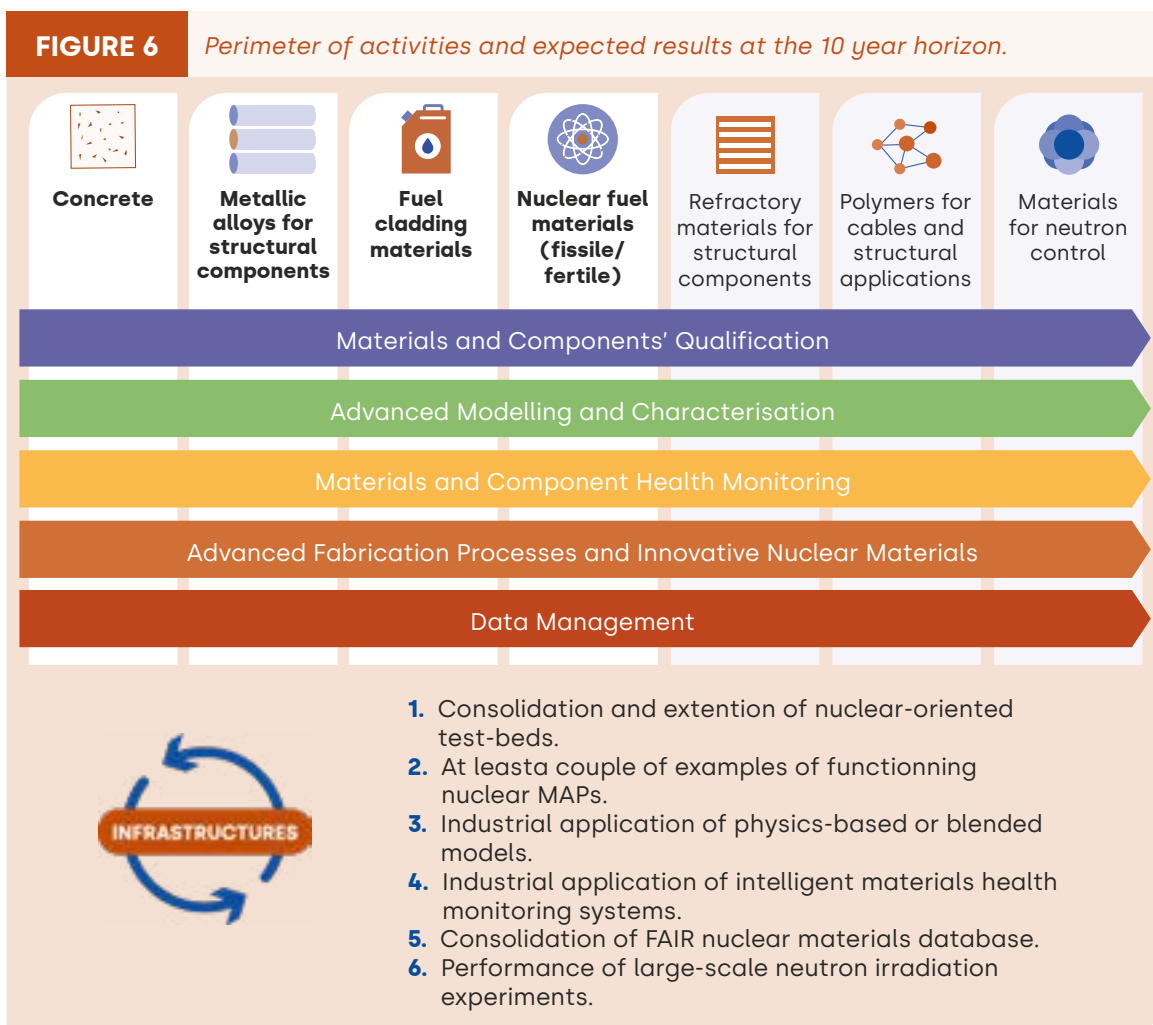 FIGURE 6
Perimeter of activities and expected results at the 10 year horizon.
Concrete
Metallic
alloys for
structural
components
Fuel
cladding
materials
Nuclear fuel
materials
(fissile/
fertile)
Refractory
materials for
structural
components
Polymers for
cables and
structural
applications
Materials
for neutron
control
Materials and Components’ Qualification
Advanced Modelling and Characterisation
Materials and Component Health Monitoring
Advanced Fabrication Processes and Innovative Nuclear Materials
Data Management
INFRASTRUCTURES
1. Consolidation and extention of nuclear-oriented
test-beds.
2. At leasta couple of examples of functionning
nuclear MAPs.
3. Industrial application of physics-based or blended
models.
4. Industrial application of intelligent materials health
monitoring systems.
5. Consolidation of FAIR nuclear materials database.
6. Performance of large-scale neutron irradiation
experiments.